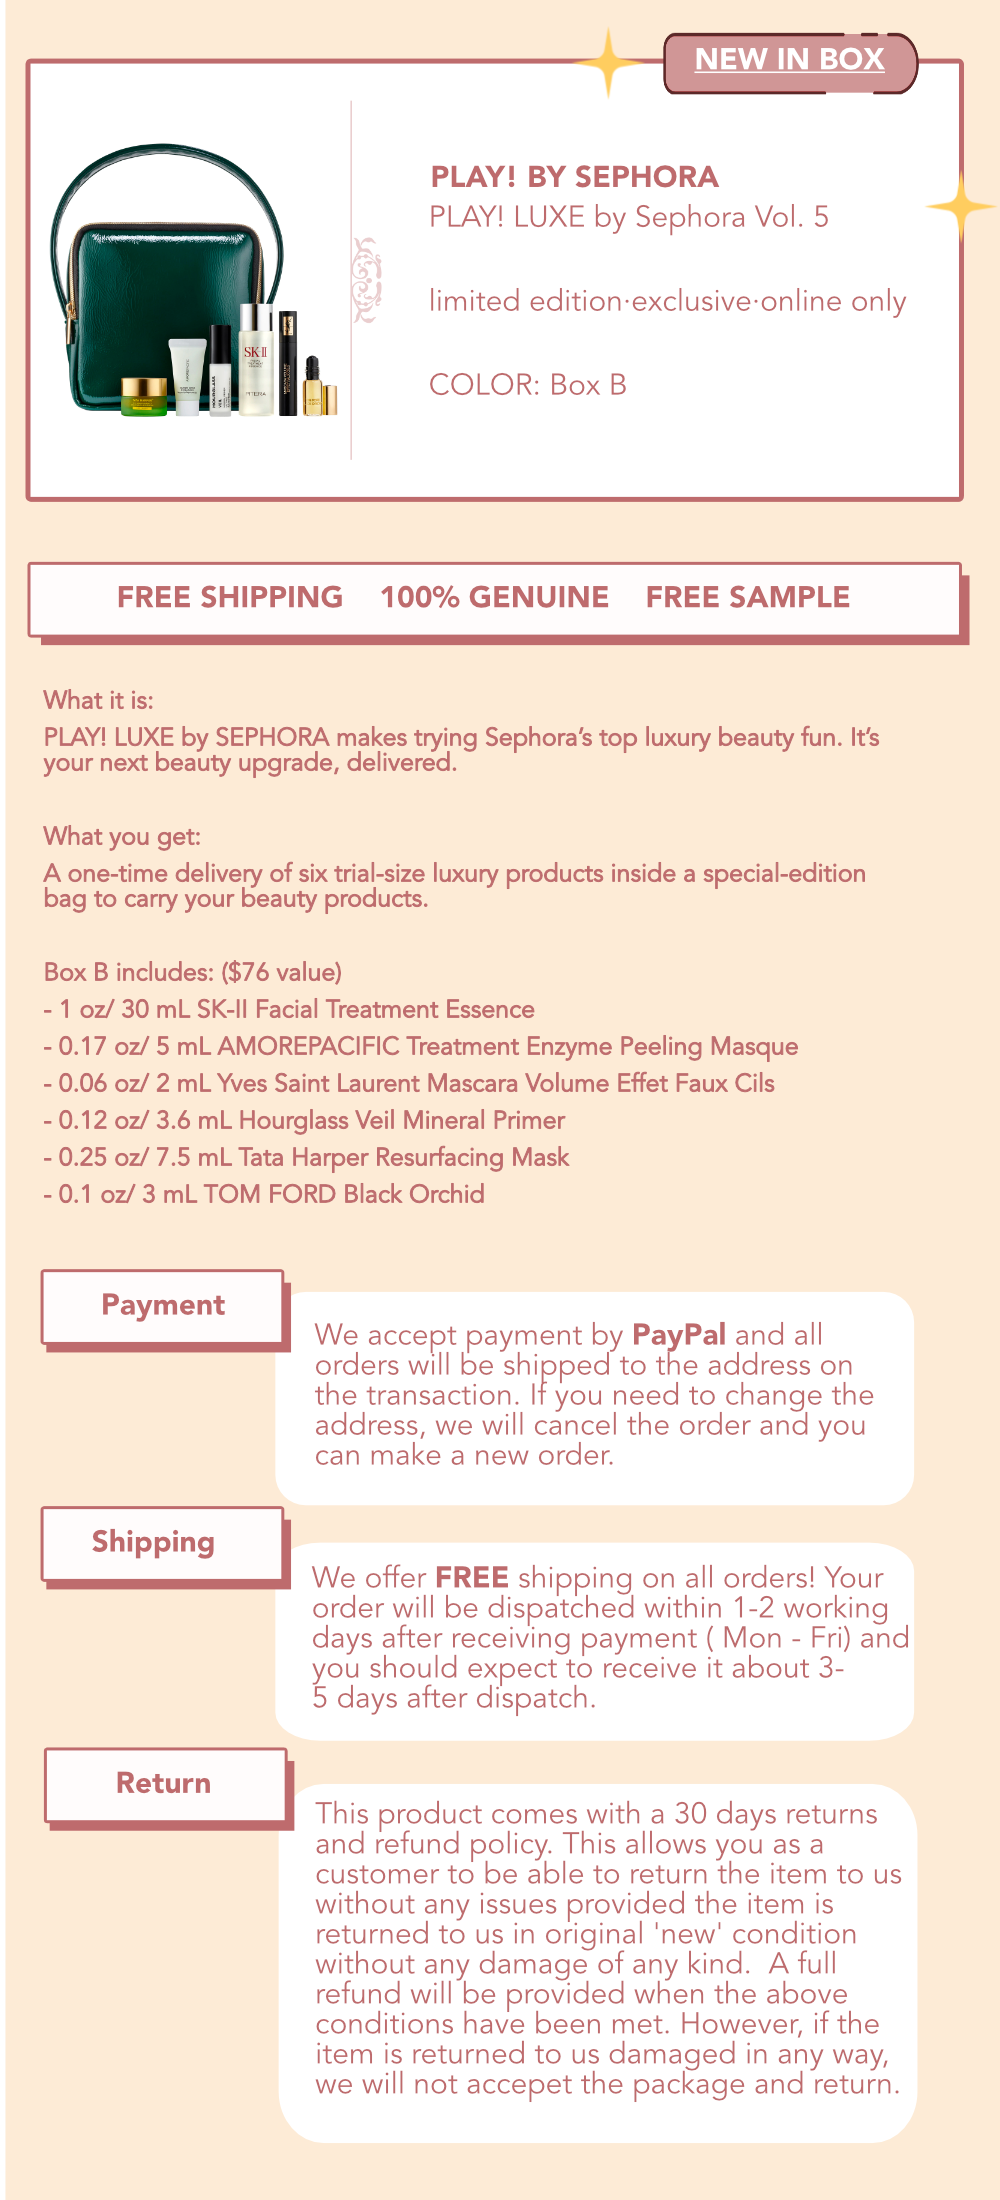 NEW IN BOX
PLAY! BY SEPHORA
PLAY! LUXE by Sephora Vol. 5
limited edition·exclusive·online only
COLOR: Box B
SK-II
PITERA
HOURGLASS
VEIL
FREE SHIPPING 100% GENUINE FREE SAMPLE
What it is:
PLAY! LUXE by SEPHORA makes trying Sephora’s top luxury beauty fun. It’s
your next beauty upgrade, delivered.
What you get:
A one-time delivery of six trial-size luxury products inside a special-edition
bag to carry your beauty products.
Box B includes: ($76 value)
- 1 oz/ 30 mL SK-II Facial Treatment Essence
- 0.17 oz/ 5 mL AMOREPACIFIC Treatment Enzyme Peeling Masque
- 0.06 oz/ 2 mL Yves Saint Laurent Mascara Volume Effet Faux Cils
- 0.12 oz/ 3.6 mL Hourglass Veil Mineral Primer
- 0.25 oz/ 7.5 mL Tata Harper Resurfacing Mask
- 0.1 oz/ 3 mL TOM FORD Black Orchid
Payment
We accept payment by PayPal and all
orders will be shipped to the address on
the transaction. If you need to change the
address, we will cancel the order and you
can make a new order.
Shipping
We offer FREE shipping on all orders! Your
order will be dispatched within 1-2 working
days after receiving payment ( Mon - Fri) and
you should expect to receive it about 3-
5 days after dispatch.
Return
This product comes with a 30 days returns
and refund policy. This allows you as a
customer to be able to return the item to us
without any issues provided the item is
returned to us in original 'new' condition
without any damage of any kind.  A full
refund will be provided when the above
conditions have been met. However, if the
item is returned to us damaged in any way,
we will not accepet the package and return.